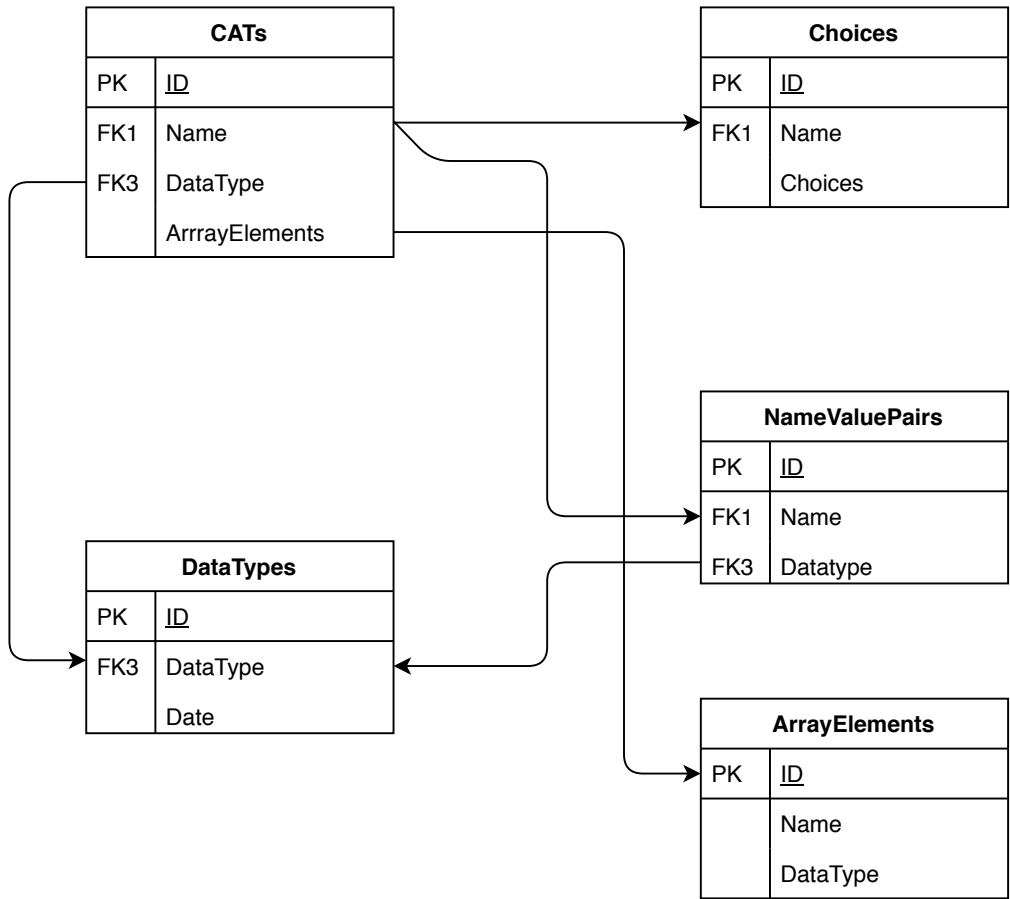 CATs
PK ID
FK1 Name
FK3 DataType
ArrrayElements
Choices
PK ID
FK1 Name
Choices
NameValuePairs
PK ID
FK1 Name
FK3 Datatype
DataTypes
PK ID
FK3 DataType
Date
ArrayElements
PK ID
Name
DataType